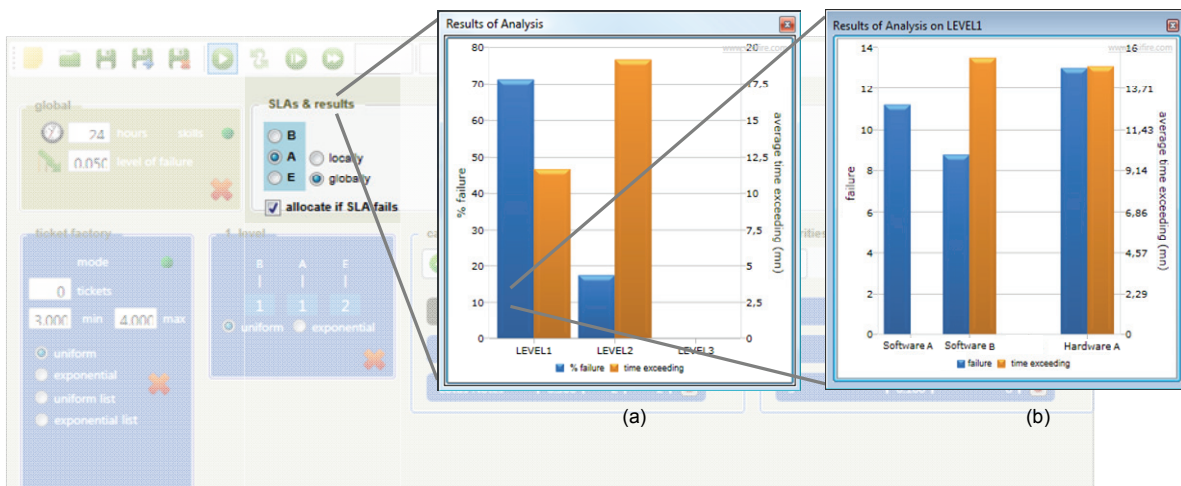 Results of Analysis
Results of Analysis on LEVEL1
global
24 hours skills
0.050 level of failure
SLAs & results
B
A
E
locally
globally
allocate if SLA fails
ticket factory
mode
0 tickets
3.000 min 4.000 max
uniform
exponential
uniform list
exponential list
1. level
B A E
1 1 2
uniform exponential
80
70
60
50
40
30
20
10
0
% failure
20
17,5
15
12,5
10
7,5
5
2,5
0
average time exceeding (mn)
LEVEL1 LEVEL2 LEVEL3
% failure time exceeding
(a)
14
12
10
8
6
4
2
0
failure
16
13,71
11,43
9,14
6,86
4,57
2,29
0
average time exceeding (mn)
Software A Software B Hardware A
failure time exceeding
(b)